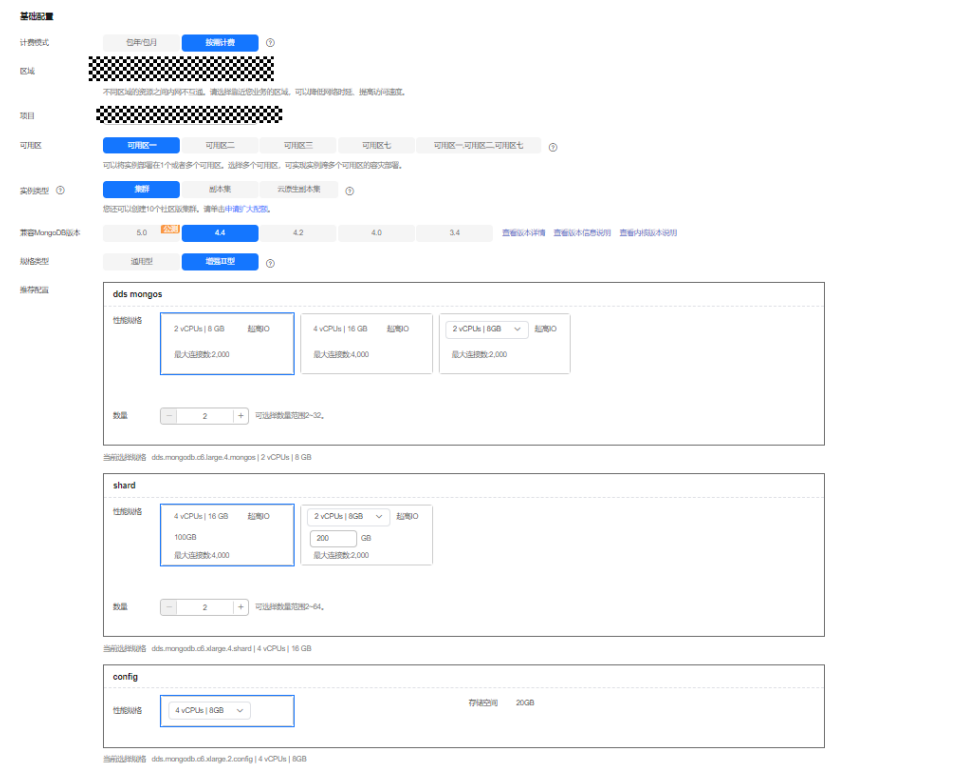 基础配置
计费模式 包年/包月 按需计费
区域
不同区域的资源之间内网不互通。请选择靠近您业务的区域，可以降低网络时延、提高访问速度。
项目
可用区 可用区一 可用区二 可用区三 可用区七 可用区一,可用区二,可用区七
可以将实例部署在1个或者多个可用区。选择多个可用区，可实现实例跨多个可用区的容灾部署。
实例类型 集群 副本集 云原生副本集
您还可以创建10个社区版集群。请单击申请扩大配额。
兼容MongoDB版本 5.0 公测 4.4 4.2 4.0 3.4 查看版本详情 查看版本信息说明 查看内核版本说明
规格类型 通用型 增强II型
推荐配置
dds mongos
性能规格 2 vCPUs | 8 GB 超高IO 4 vCPUs | 16 GB 超高IO 2 vCPUs | 8GB 超高IO
最大连接数:2,000 最大连接数:4,000 最大连接数:2,000
数量 2 可选择数量范围2~32。
当前选择规格 dds.mongodb.c6.large.4.mongos | 2 vCPUs | 8 GB
shard
性能规格 4 vCPUs | 16 GB 超高IO 2 vCPUs | 8GB 超高IO
100GB 200 GB
最大连接数:4,000 最大连接数:2,000
数量 2 可选择数量范围2~64。
当前选择规格 dds.mongodb.c6.xlarge.4.shard | 4 vCPUs | 16 GB
config
性能规格 4 vCPUs | 8GB 存储空间 20GB
当前选择规格 dds.mongodb.c6.xlarge.2.config | 4 vCPUs | 8GB